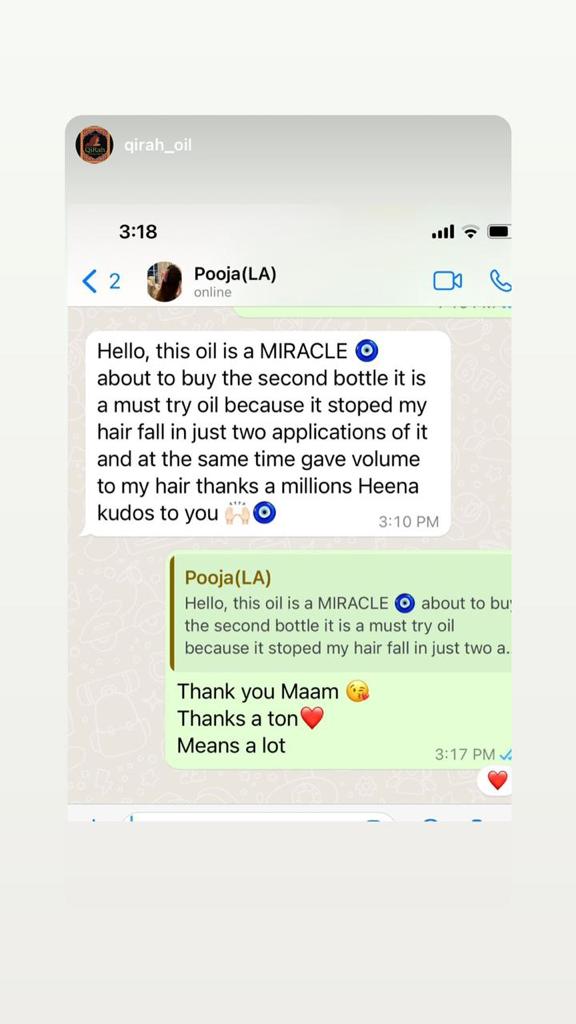 QiRah
qirah_oil
3:18
2
Pooja(LA)
online
Hello, this oil is a MIRACLE 🧿
about to buy the second bottle it is
a must try oil because it stoped my
hair fall in just two applications of it
and at the same time gave volume
to my hair thanks a millions Heena
kudos to you 🙌🏻🧿
3:10 PM
Pooja(LA)
Hello, this oil is a MIRACLE 🧿 about to buy
the second bottle it is a must try oil
because it stoped my hair fall in just two a..
Thank you Maam 😘
Thanks a ton❤️
Means a lot
3:17 PM
❤️